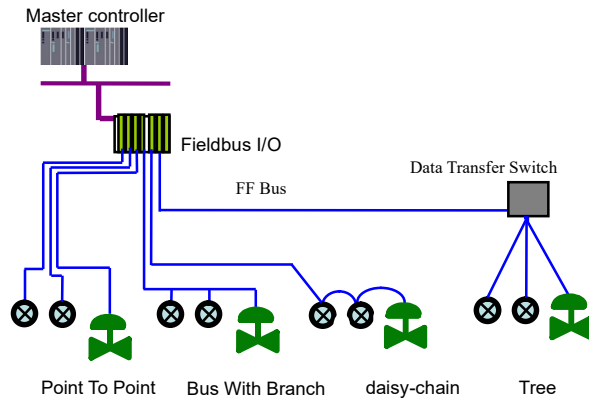 Master controller
Fieldbus I/O
Data Transfer Switch
FF Bus
Point To Point
Bus With Branch
daisy-chain
Tree